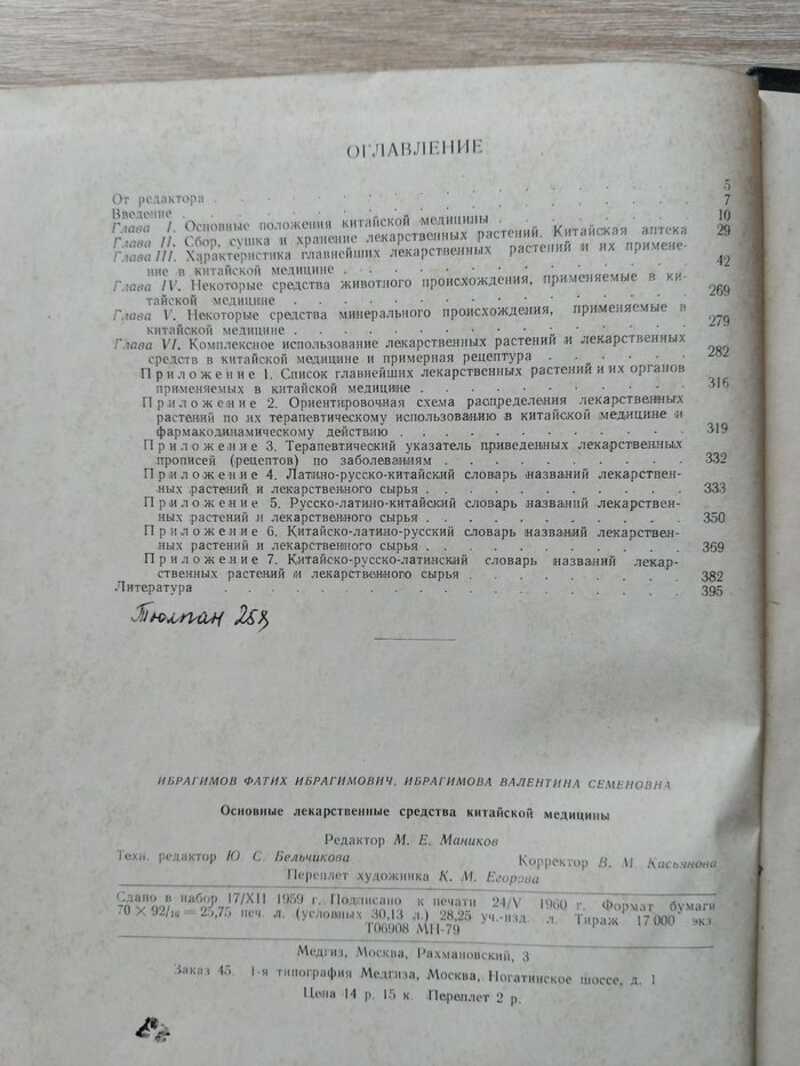 ОГЛАВЛЕНИЕ
От редактора . . . 5
Введение . . . 7
Глава I. Основные положения китайской медицины . . . 10
Глава II. Сбор, сушка и хранение лекарственных растений. Китайская аптека 29
Глава III. Характеристика главнейших лекарственных растений и их примене-
ние в китайской медицине . . . 42
Глава IV. Некоторые средства животного происхождения, применяемые в ки-
тайской медицине . . . 269
Глава V. Некоторые средства минерального происхождения, применяемые в
китайской медицине . . . 279
Глава VI. Комплексное использование лекарственных растений и лекарственных
средств в китайской медицине и примерная рецептура . . . 282
Приложение 1. Список главнейших лекарственных растений и их органов
применяемых в китайской медицине . . . 316
Приложение 2. Ориентировочная схема распределения лекарственных
растений по их терапевтическому использованию в китайской медицине и
фармакодинамическому действию . . . 319
Приложение 3. Терапевтический указатель приведенных лекарственных
прописей (рецептов) по заболеваниям . . . 332
Приложение 4. Латино-русско-китайский словарь названий лекарствен-
ных растений и лекарственного сырья . . . 333
Приложение 5. Русско-латино-китайский словарь названий лекарствен-
ных растений и лекарственного сырья . . . 350
Приложение 6. Китайско-латино-русский словарь названий лекарствен-
ных растений и лекарственного сырья . . . 369
Приложение 7. Китайско-русско-латинский словарь названий лекар-
ственных растений и лекарственного сырья . . . 382
Литература . . . 395
Тюлпан
ИБРАГИМОВ ФАТИХ ИБРАГИМОВИЧ, ИБРАГИМОВА ВАЛЕНТИНА СЕМЕНОВНА
Основные лекарственные средства китайской медицины
Редактор М. Е. Маников
Техн. редактор Ю. С. Бельчикова Корректор В. М. Касьянова
Переплет художника К. М. Егорова
Сдано в набор 17/XII 1959 г. Подписано к печати 24/V 1960 г. Формат бумаги
70 × 92/16 = 25,75 печ. л. (условных 30,13 л.) 28,25 уч.-изд. л. Тираж 17 000 экз.
Т06908 МН-79
Медгиз, Москва, Рахмановский, 3
Заказ 45. 1-я типография Медгиза, Москва, Ногатинское шоссе, д. 1
Цена 14 р. 15 к. Переплет 2 р.